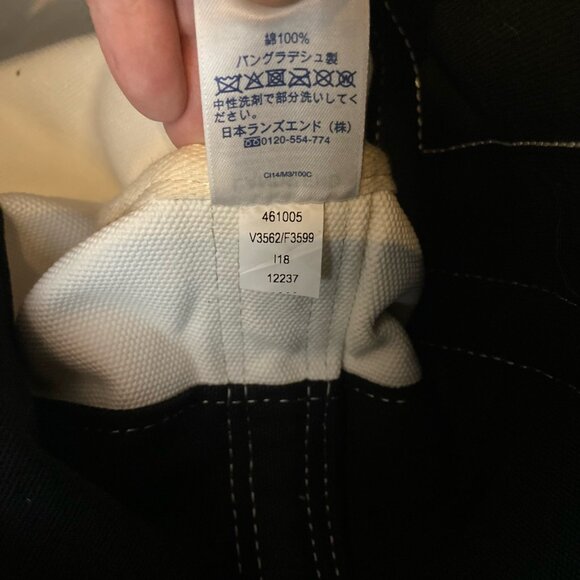 綿100%
バングラデシュ製
中性洗剤で部分洗いしてく
ださい。
日本ランズエンド(株)
0120-554-774
CI14/M3/100C
461005
V3562/F3599
I18
12237